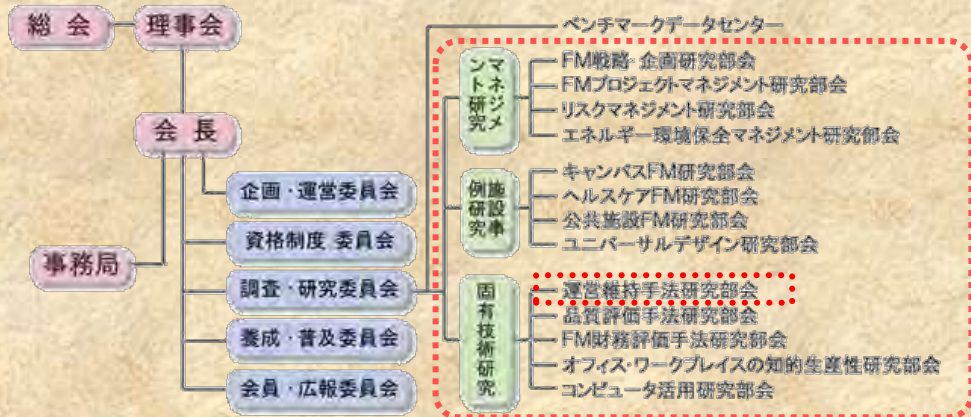 総会
理事会
会長
事務局
企画・運営委員会
資格制度 委員会
調査・研究委員会
養成・普及委員会
会員・広報委員会
ベンチマークデータセンター
マネジメント研究
FM戦略・企画研究部会
FMプロジェクトマネジメント研究部会
リスクマネジメント研究部会
エネルギー環境保全マネジメント研究部会
施設事例研究
キャンパスFM研究部会
ヘルスケアFM研究部会
公共施設FM研究部会
ユニバーサルデザイン研究部会
固有技術研究
運営維持手法研究部会
品質評価手法研究部会
FM財務評価手法研究部会
オフィス・ワークプレイスの知的生産性研究部会
コンピュータ活用研究部会